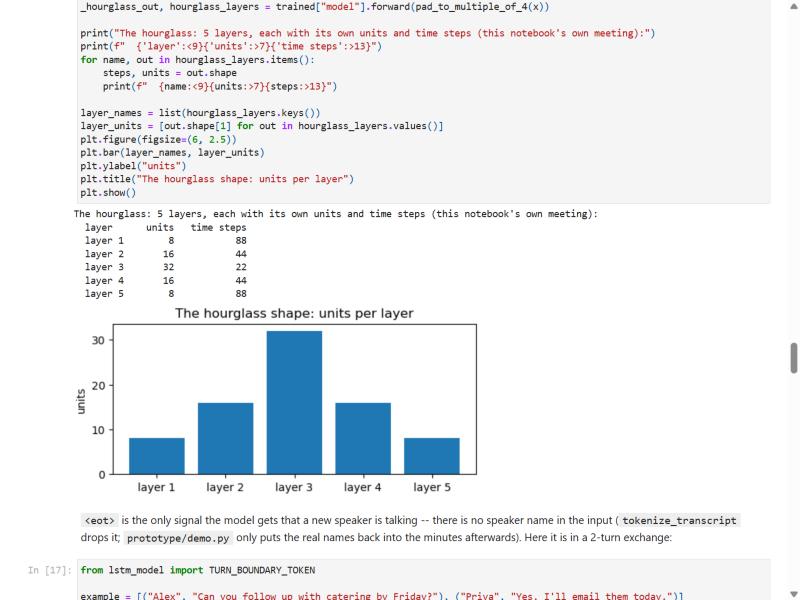 _hourglass_out, hourglass_layers = trained["model"].forward(pad_to_multiple_of_4(x))
print("The hourglass: 5 layers, each with its own units and time steps (this notebook's own meeting):")
print(f"  {'layer':<9}{'units':>7}{'time steps':>13}")
for name, out in hourglass_layers.items():
    steps, units = out.shape
    print(f"  {name:<9}{units:>7}{steps:>13}")
layer_names = list(hourglass_layers.keys())
layer_units = [out.shape[1] for out in hourglass_layers.values()]
plt.figure(figsize=(6, 2.5))
plt.bar(layer_names, layer_units)
plt.ylabel("units")
plt.title("The hourglass shape: units per layer")
plt.show()
The hourglass: 5 layers, each with its own units and time steps (this notebook's own meeting):
layer units time steps
layer 1 8 88
layer 2 16 44
layer 3 32 22
layer 4 16 44
layer 5 8 88
The hourglass shape: units per layer
30
20
10
0
units
layer 1 layer 2 layer 3 layer 4 layer 5
<eot> is the only signal the model gets that a new speaker is talking -- there is no speaker name in the input ( tokenize_transcript
drops it; prototype/demo.py only puts the real names back into the minutes afterwards). Here it is in a 2-turn exchange:
In [17]: from lstm_model import TURN_BOUNDARY_TOKEN
example = [("Alex", "Can you follow up with catering by Friday?"), ("Priya", "Yes, I'll email them today.")]